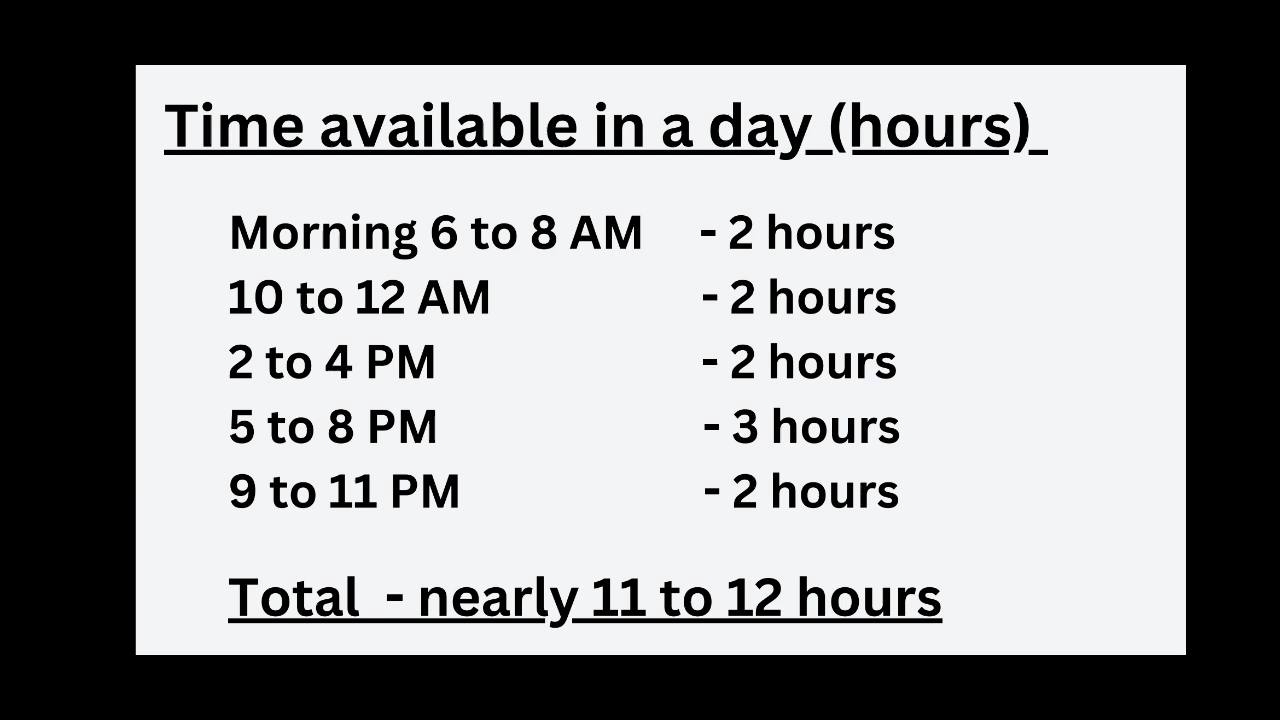 Time available in a day (hours)
Morning 6 to 8 AM - 2 hours
10 to 12 AM - 2 hours
2 to 4 PM - 2 hours
5 to 8 PM - 3 hours
9 to 11 PM - 2 hours
Total - nearly 11 to 12 hours